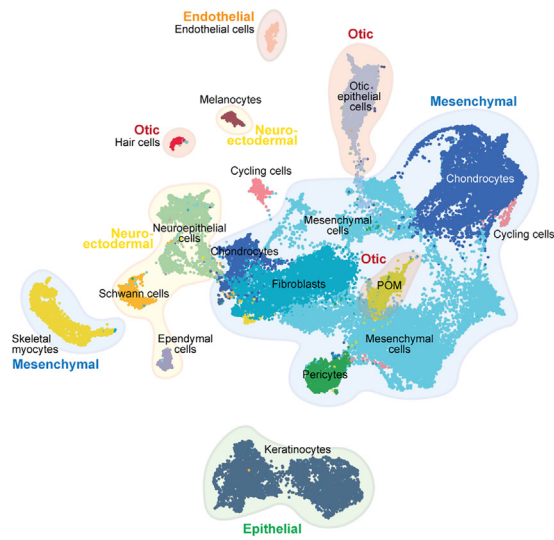 Endothelial
Endothelial cells
Otic
Otic
epithelial
cells
Mesenchymal
Melanocytes
Neuro-
ectodermal
Otic
Hair cells
Chondrocytes
Cycling cells
Mesenchymal
cells
Cycling cells
Neuroepithelial
cells
Neuro-
ectodermal
Chondrocytes
Otic
Fibroblasts
POM
Schwann cells
Skeletal
myocytes
Mesenchymal
Ependymal
cells
Mesenchymal
cells
Pericytes
Keratinocytes
Epithelial